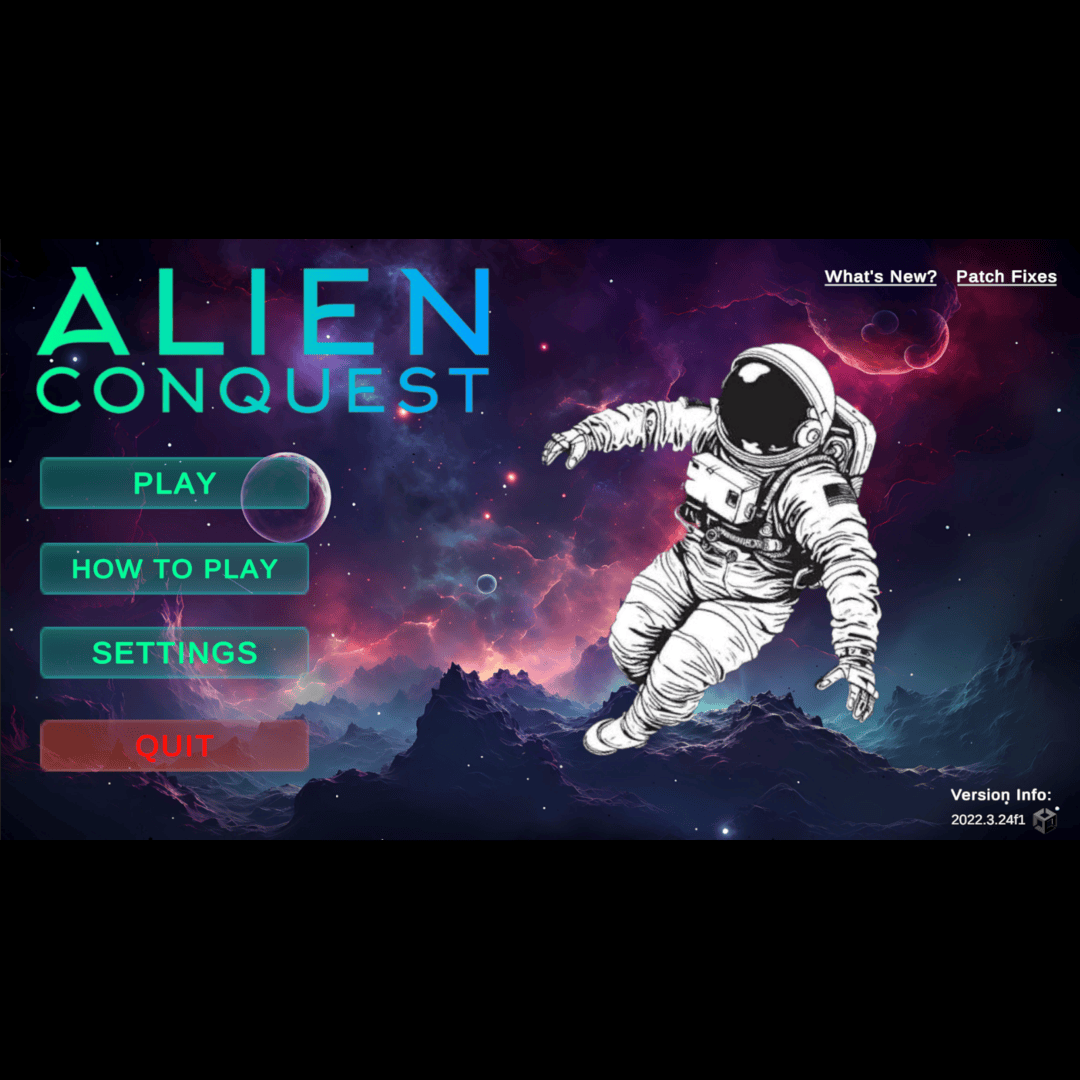 ALIEN
CONQUEST
What's New? Patch Fixes
PLAY
HOW TO PLAY
SETTINGS
QUIT
Version Info:
2022.3.24f1